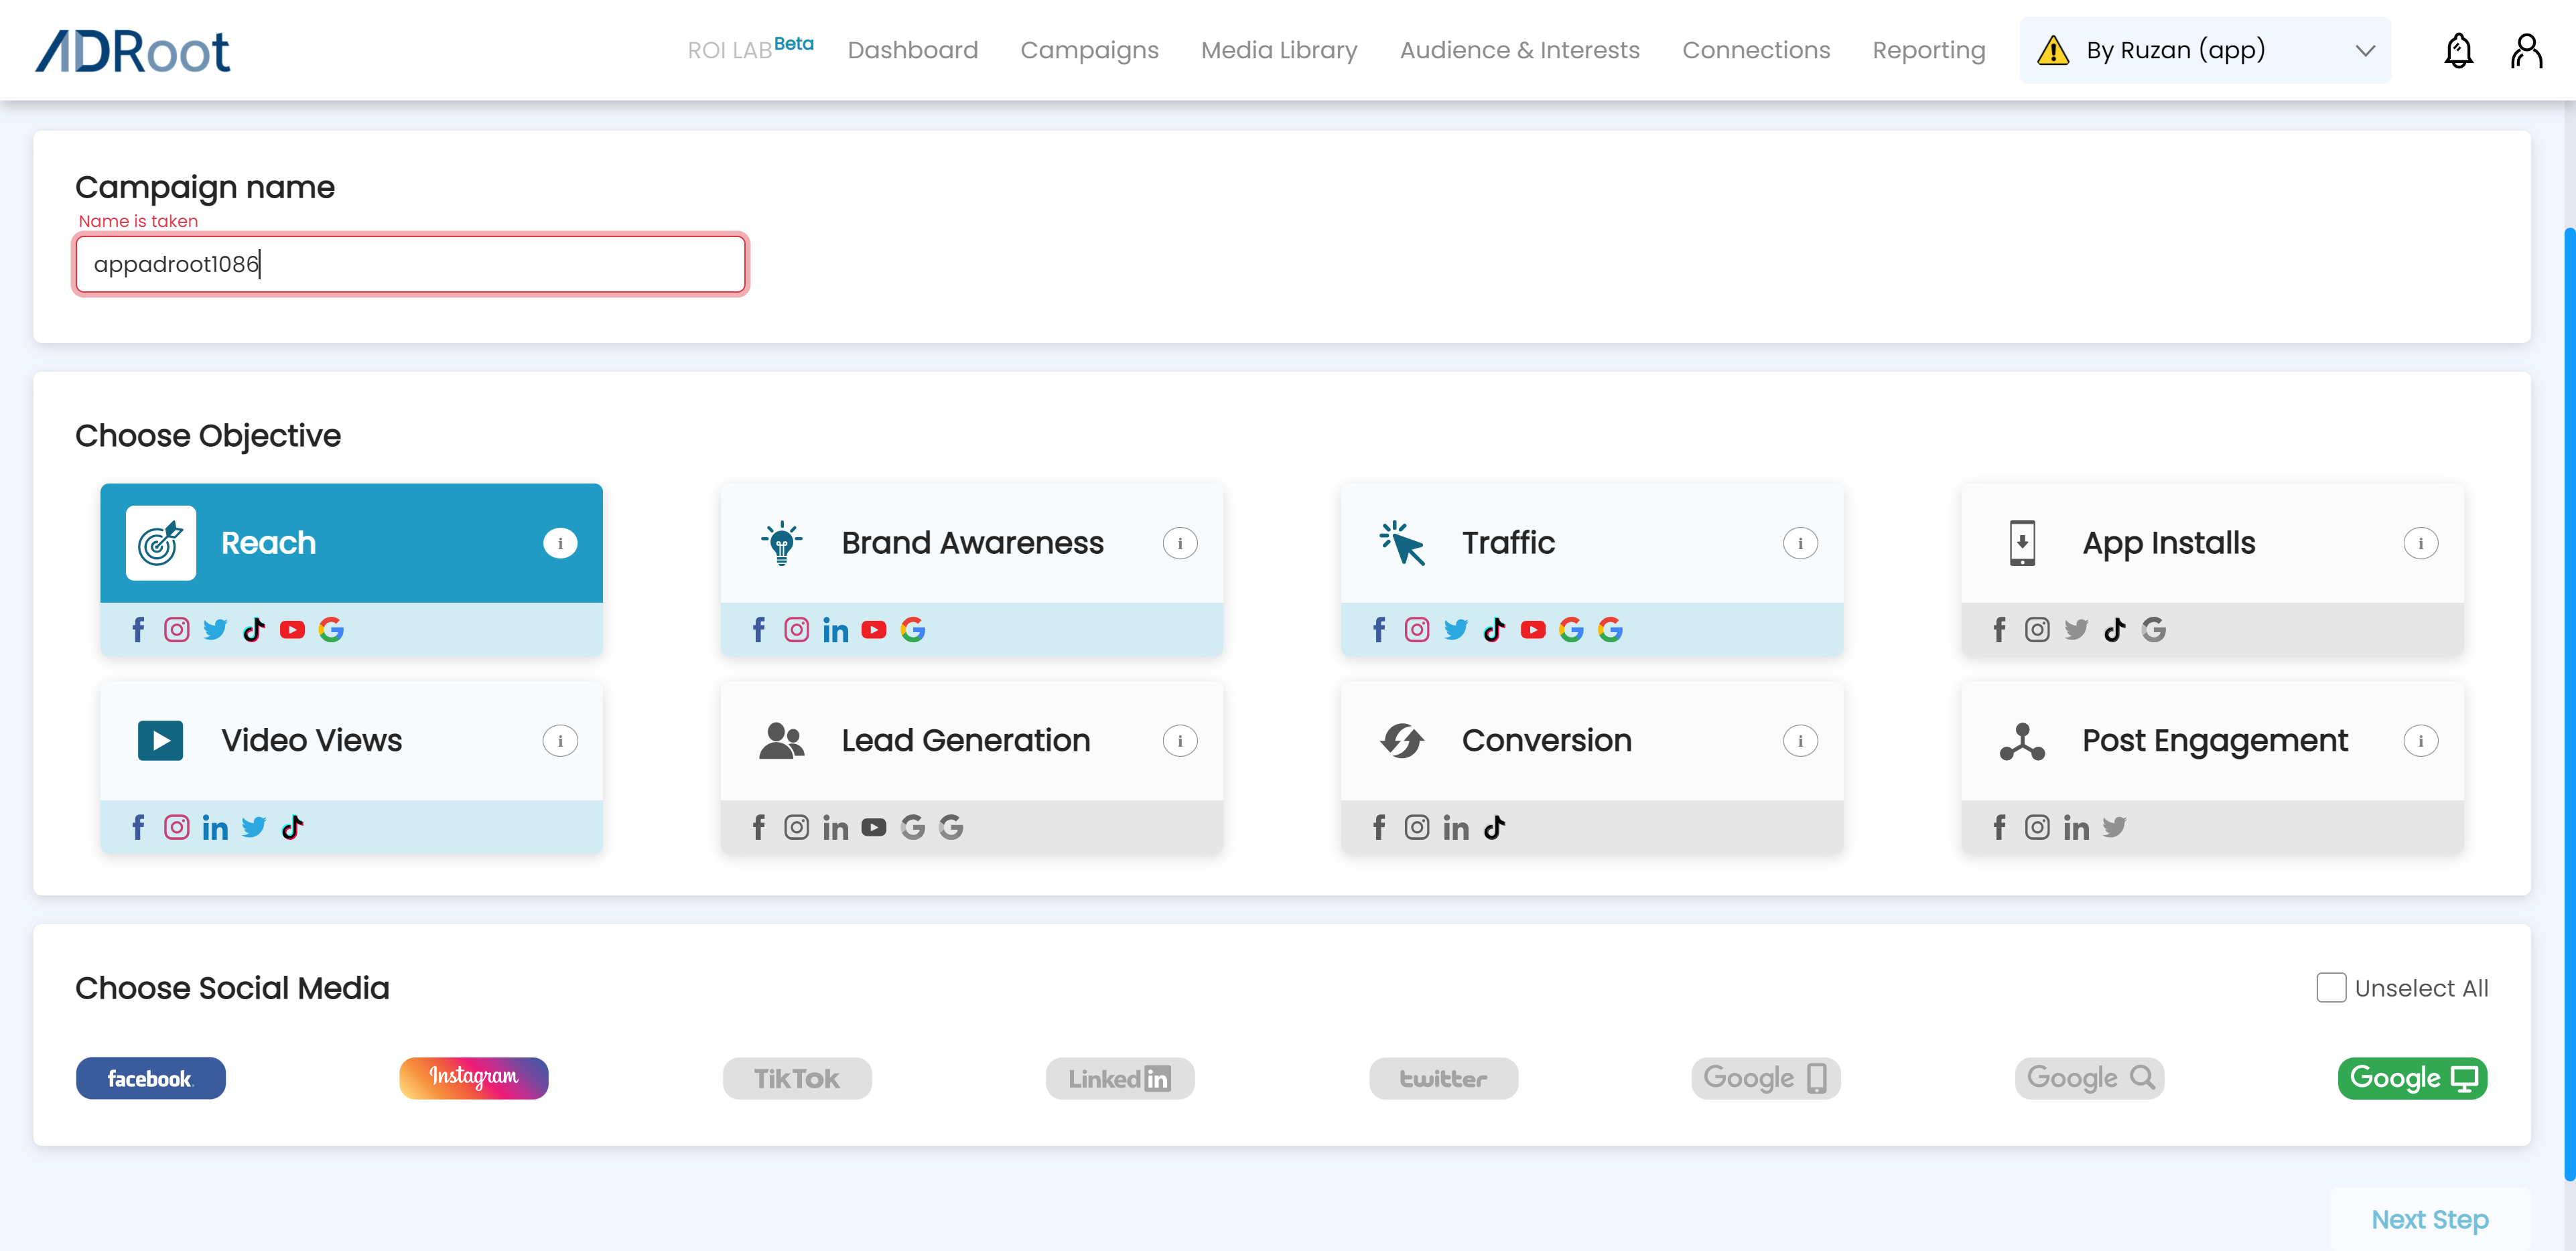 ADRoot
ROI LAB Beta Dashboard Campaigns Media Library Audience & Interests Connections Reporting By Ruzan (app)
Campaign name
Name is taken
appadroot1086
Choose Objective
Reach i Brand Awareness i Traffic i App Installs i
Video Views i Lead Generation i Conversion i Post Engagement i
Choose Social Media Unselect All
facebook. Instagram TikTok Linkedin twitter Google Google Google
Next Step